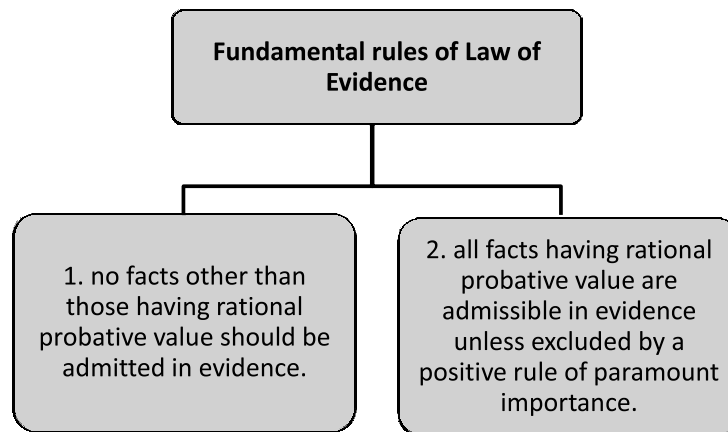 Fundamental rules of Law of
Evidence
1. no facts other than
those having rational
probative value should be
admitted in evidence.
2. all facts having rational
probative value are
admissible in evidence
unless excluded by a
positive rule of paramount
importance.